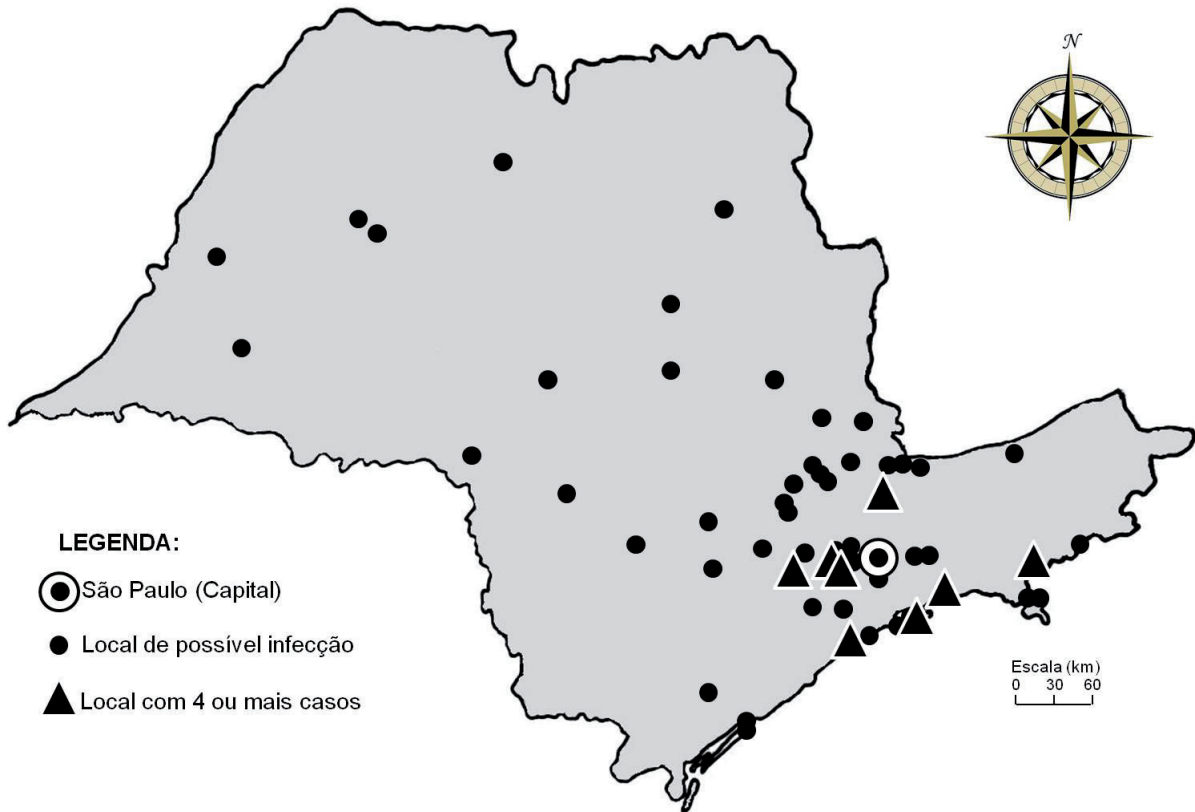 N
LEGENDA:
São Paulo (Capital)
Local de possível infecção
Local com 4 ou mais casos
Escala (km)
0 30 60